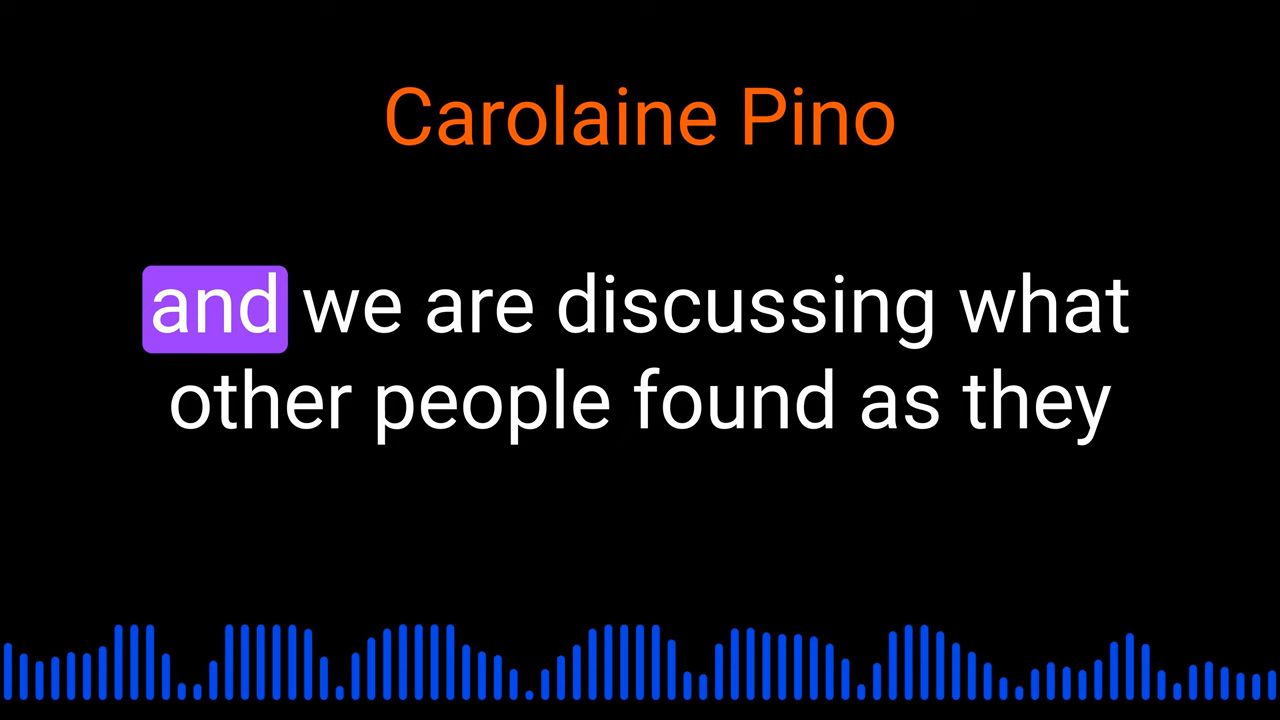 Carolaine Pino
and we are discussing what
other people found as they